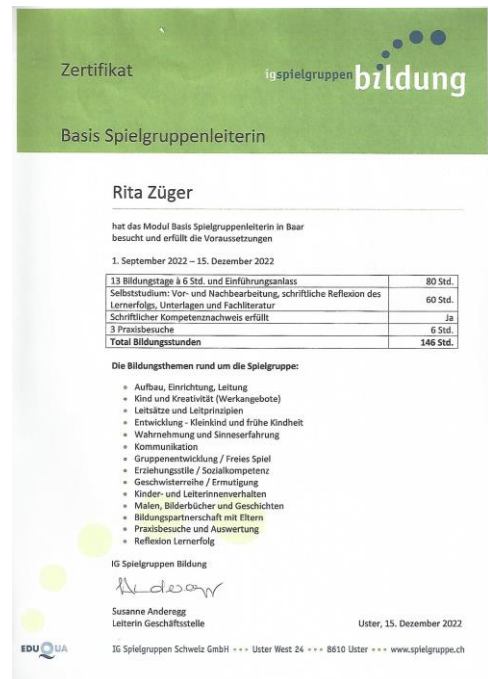 Zertifikat
igspielgruppen bildung
Basis Spielgruppenleiterin
Rita Züger
hat das Modul Basis Spielgruppenleiterin in Baar
besucht und erfüllt die Voraussetzungen
1. September 2022 – 15. Dezember 2022
13 Bildungstage à 6 Std. und Einführungsanlass 80 Std.
Selbststudium: Vor- und Nachbearbeitung, schriftliche Reflexion des
Lernerfolgs, Unterlagen und Fachliteratur 60 Std.
Schriftlicher Kompetenznachweis erfüllt Ja
3 Praxisbesuche 6 Std.
Total Bildungsstunden 146 Std.
Die Bildungsthemen rund um die Spielgruppe:
• Aufbau, Einrichtung, Leitung
• Kind und Kreativität (Werkangebote)
• Leitsätze und Leitprinzipien
• Entwicklung - Kleinkind und frühe Kindheit
• Wahrnehmung und Sinneserfahrung
• Kommunikation
• Gruppenentwicklung / Freies Spiel
• Erziehungsstile / Sozialkompetenz
• Geschwisterreihe / Ermutigung
• Kinder- und Leiterinnenverhalten
• Malen, Bilderbücher und Geschichten
• Bildungspartnerschaft mit Eltern
• Praxisbesuche und Auswertung
• Reflexion Lernerfolg
IG Spielgruppen Bildung
Anderegg
Susanne Anderegg
Leiterin Geschäftsstelle Uster, 15. Dezember 2022
EDUQUA IG Spielgruppen Schweiz GmbH ••• Uster West 24 ••• 8610 Uster ••• www.spielgruppe.ch